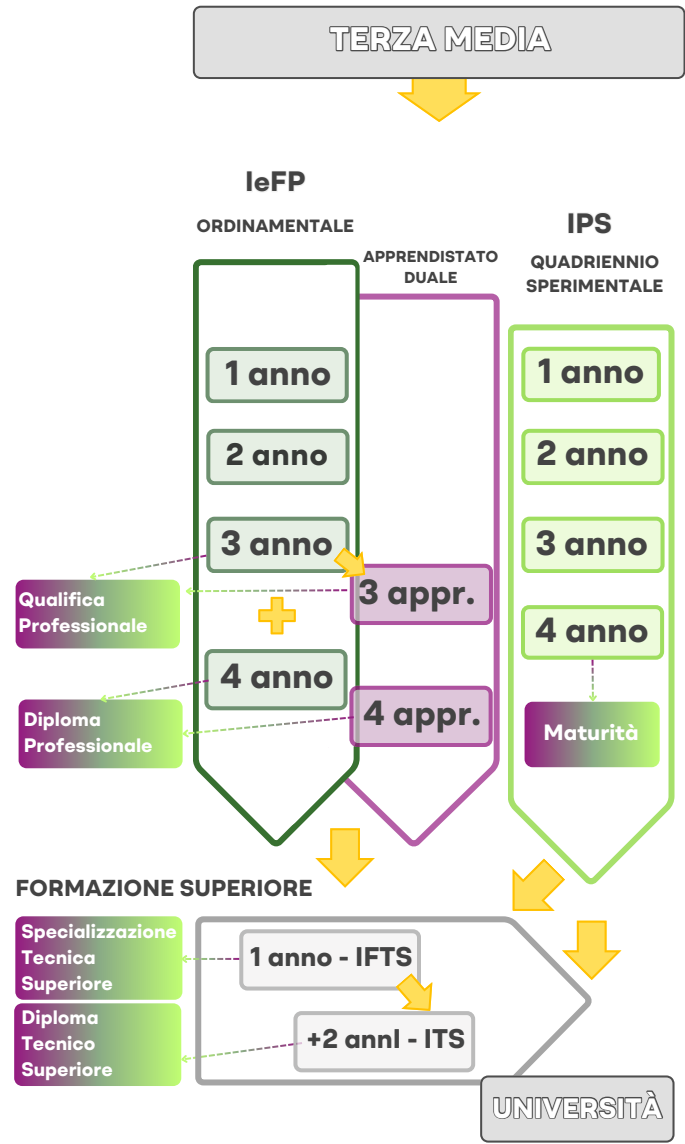 TERZA MEDIA
IeFP
ORDINAMENTALE
APPRENDISTATO
DUALE
IPS
QUADRIENNIO
SPERIMENTALE
1 anno
2 anno
3 anno
4 anno
3 appr.
4 appr.
1 anno
2 anno
3 anno
4 anno
Qualifica
Professionale
Diploma
Professionale
Maturità
FORMAZIONE SUPERIORE
Specializzazione
Tecnica
Superiore
1 anno - IFTS
Diploma
Tecnico
Superiore
+2 annI - ITS
UNIVERSITÀ